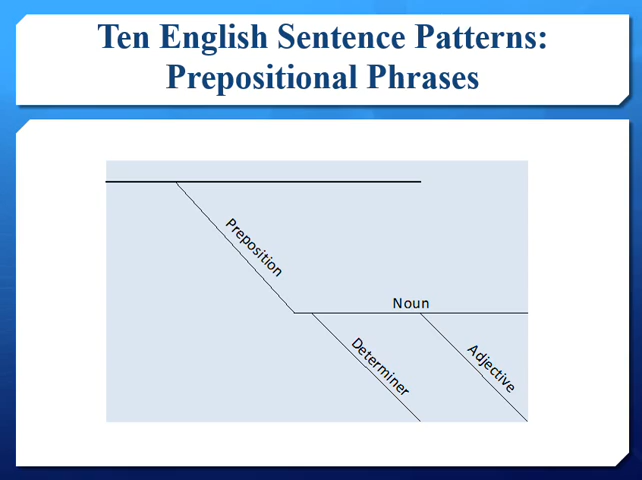 Ten English Sentence Patterns:
Prepositional Phrases
Preposition
Noun
Determiner
Adjective